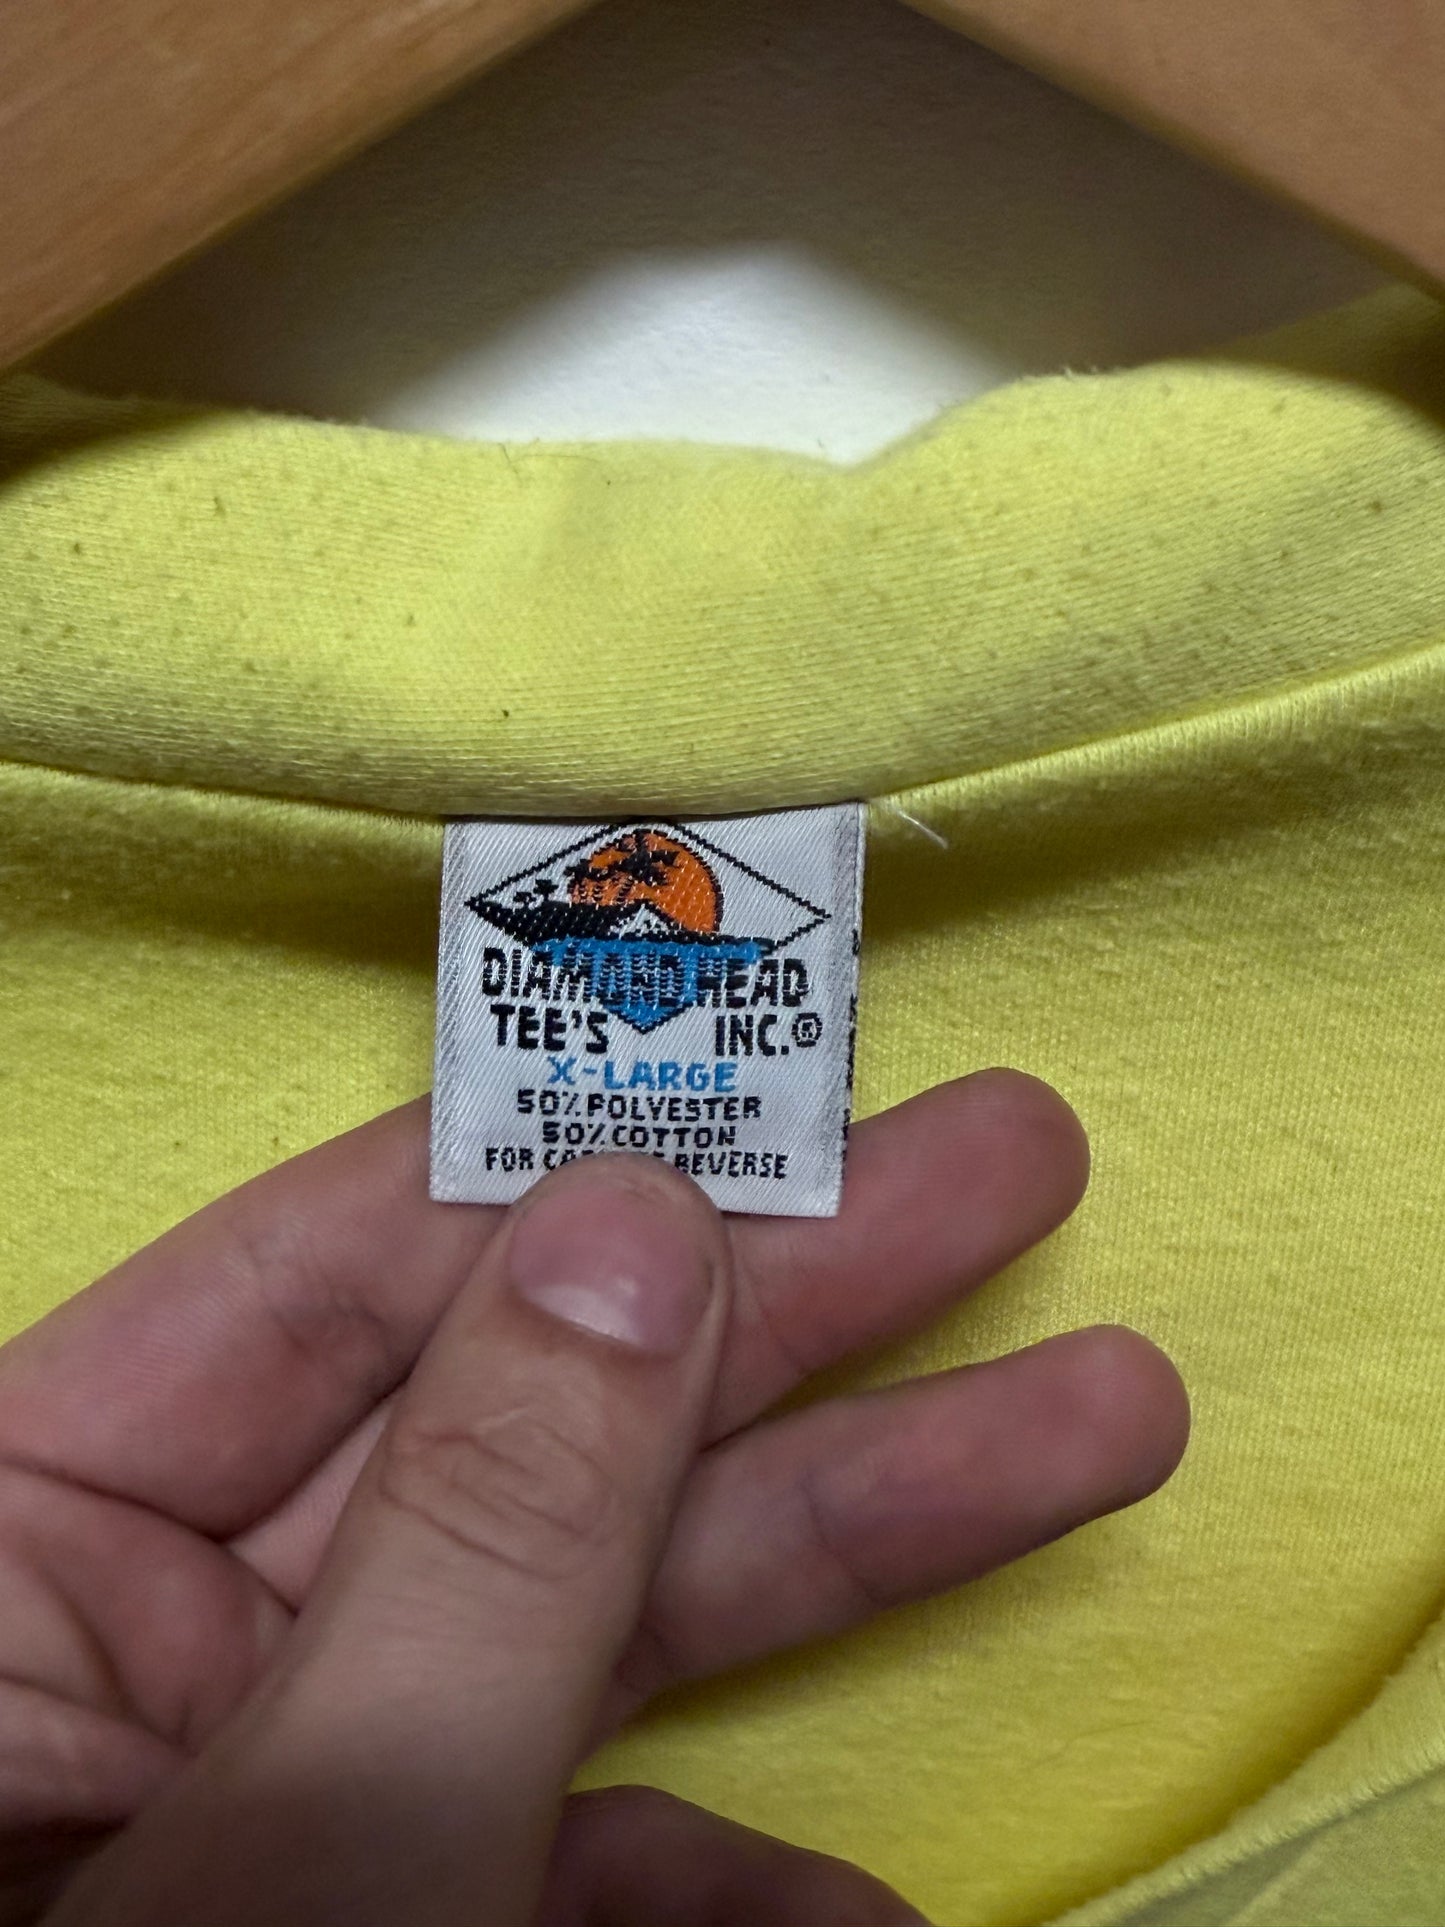 DIAMOND HEAD
TEE'S INC.®
X-LARGE
50% POLYESTER
50% COTTON
FOR REVERSE